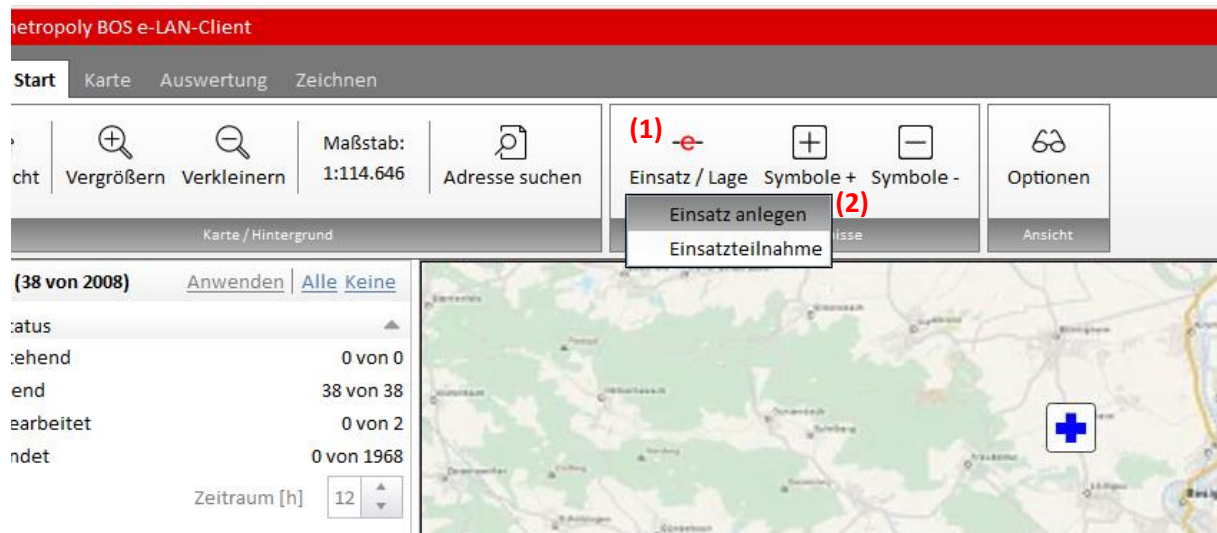 netropoly BOS e-LAN-Client
Start Karte Auswertung Zeichnen
(1) -e-
cht Vergrößern Verkleinern Maßstab: 1:114.646 Adresse suchen Einsatz / Lage Symbole + Symbole - Optionen
Einsatz anlegen (2)
Karte / Hintergrund nisse Ansicht
Einsatzteilnahme
(38 von 2008) Anwenden Alle Keine
tatus
tehend 0 von 0
end 38 von 38
earbeitet 0 von 2
ndet 0 von 1968
Zeitraum [h] 12